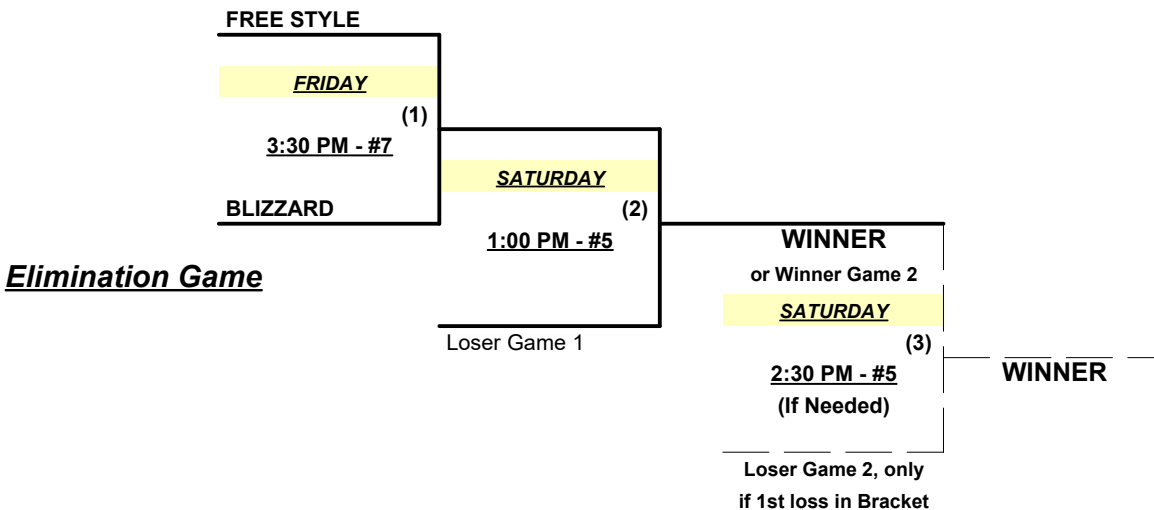 FREE STYLE
FRIDAY
(1)
3:30 PM - #7
SATURDAY
BLIZZARD
(2)
1:00 PM - #5
WINNER
Elimination Game
or Winner Game 2
SATURDAY
Loser Game 1
(3)
2:30 PM - #5
WINNER
(If Needed)
Loser Game 2, only
if 1st loss in Bracket